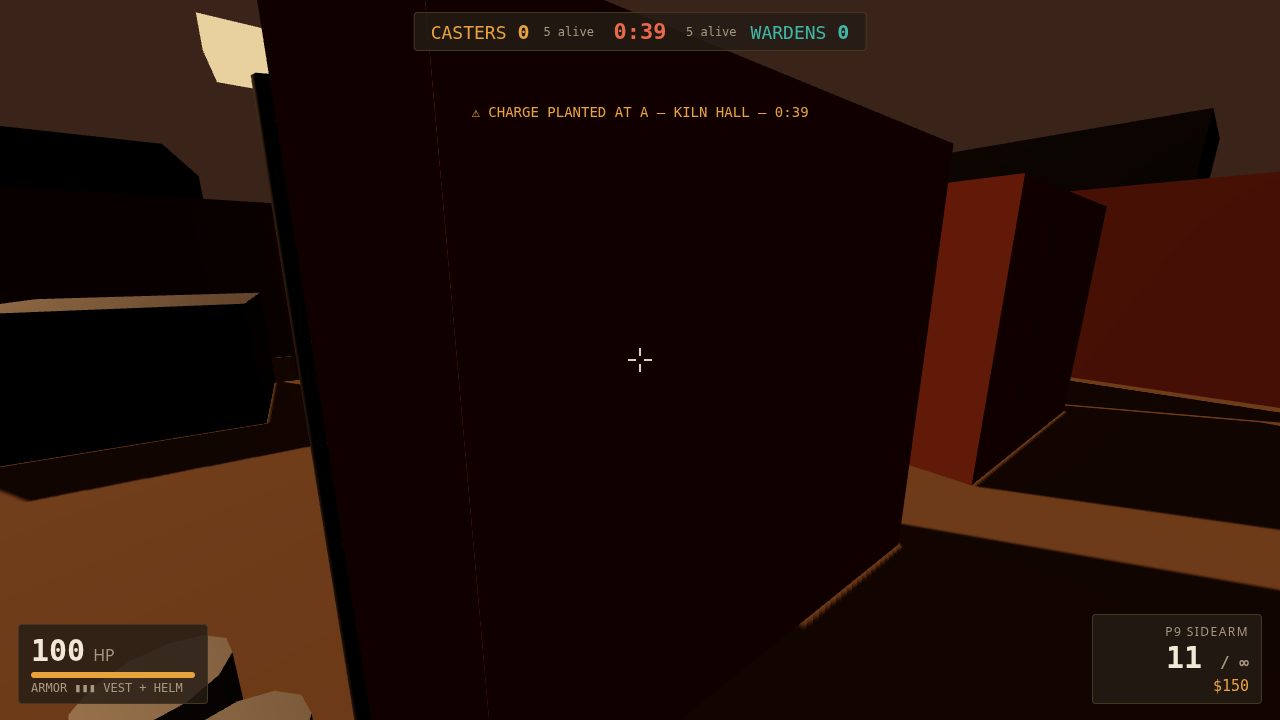 CASTERS 0 5 alive 0:39 5 alive WARDENS 0
⚠ CHARGE PLANTED AT A — KILN HALL — 0:39
100 HP
ARMOR ▮▮▮ VEST + HELM
P9 SIDEARM
11 / ∞
$150